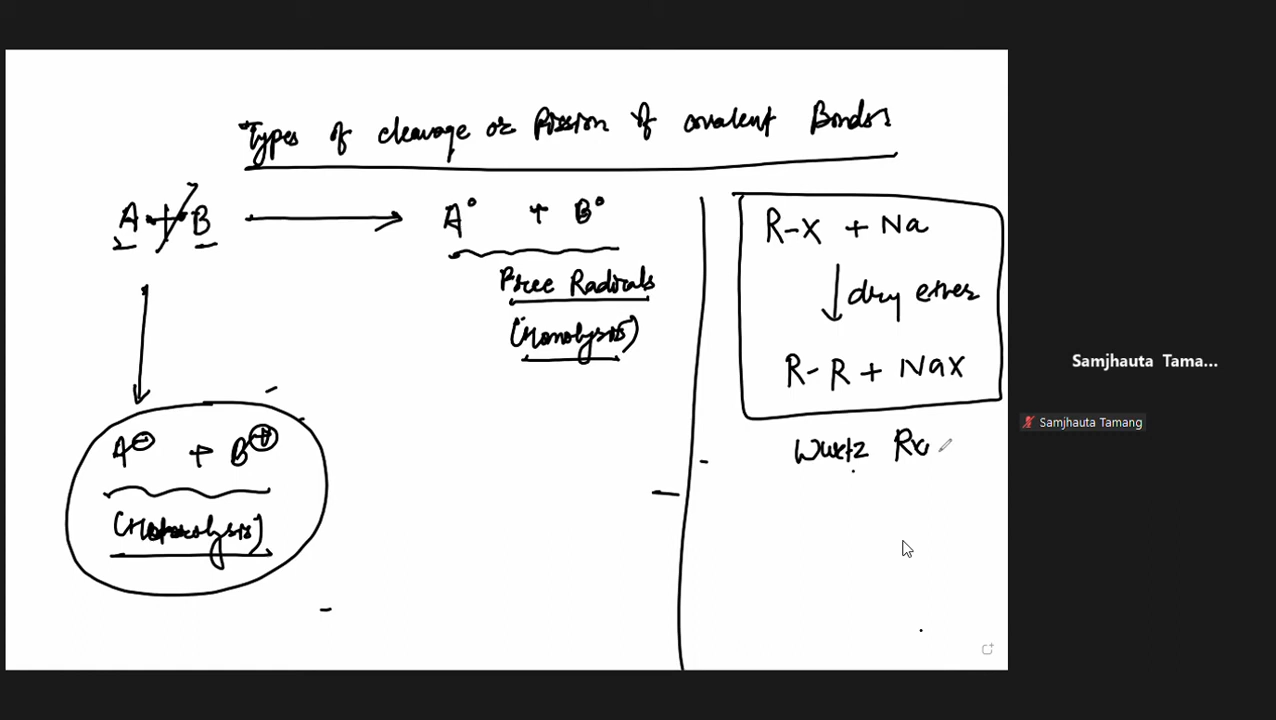 Types of cleavage or Fission of covalent Bonds
A + B → A° + B°
Free Radicals
(Homolysis)
A⊖ + B⊕
(Heterolysis)
R-X + Na
↓ dry ether
R-R + NaX
Wurtz Rx
Samjhauta Tama...
Samjhauta Tamang